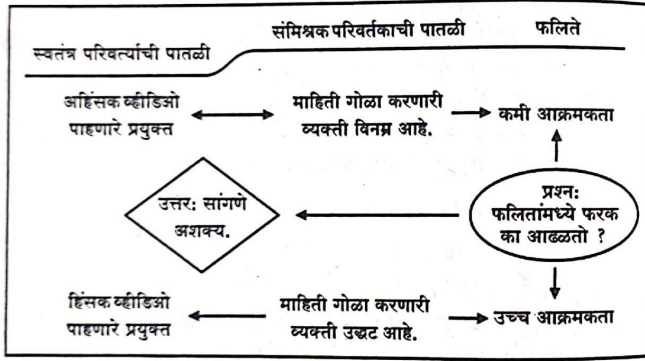 संमिश्रक परिवर्तकाची पातळी फलिते
स्वतंत्र परिवर्त्याची पातळी
अहिंसक व्हीडिओ माहिती गोळा करणारी कमी आक्रमकता
पाहणारे प्रयुक्त व्यक्ती विनम्र आहे.
प्रश्न:
उत्तर: सांगणे फलितांमध्ये फरक
अशक्य. का आढळतो ?
हिंसक व्हीडिओ माहिती गोळा करणारी उच्च आक्रमकता
पाहणारे प्रयुक्त व्यक्ती उद्धट आहे.